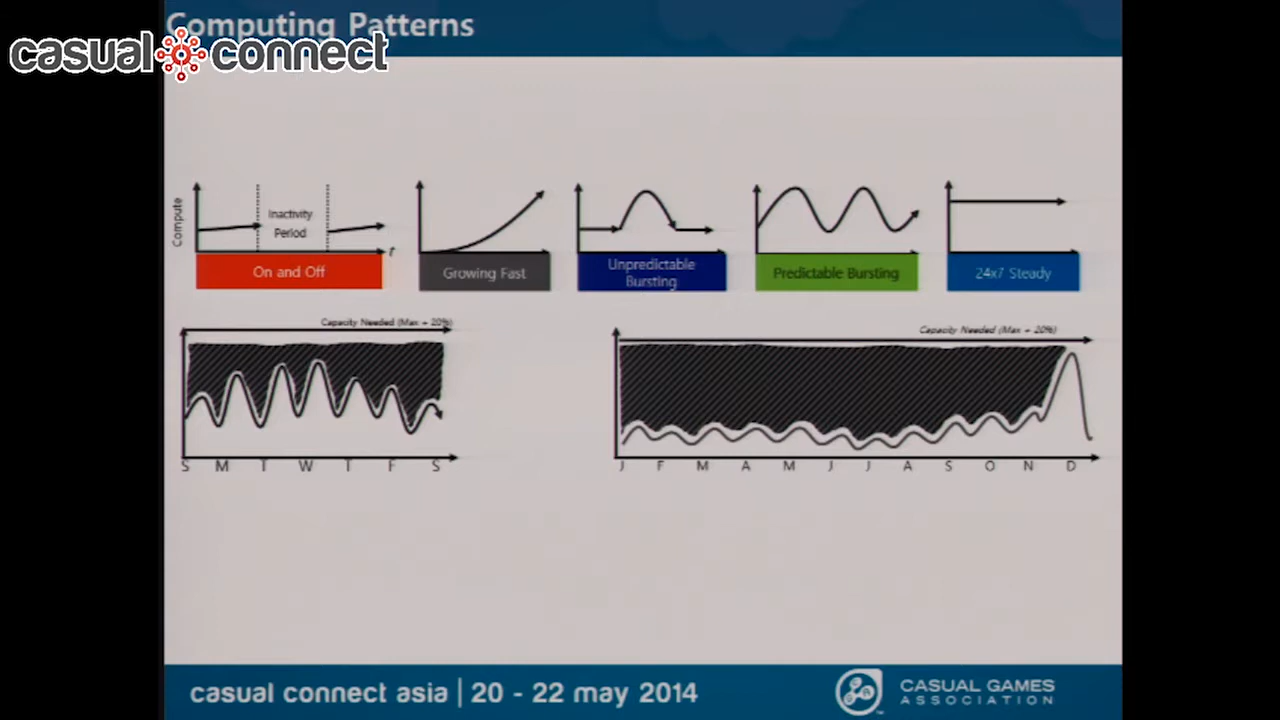 Computing Patterns
casual connect
Compute
Inactivity
Period
t
On and Off
Growing Fast
Unpredictable
Bursting
Predictable Bursting
24x7 Steady
Capacity Needed (Max + 20%)
S M T W T F S
Capacity Needed (Max + 20%)
J F M A M J J A S O N D
casual connect asia | 20 - 22 may 2014
CASUAL GAMES
ASSOCIATION